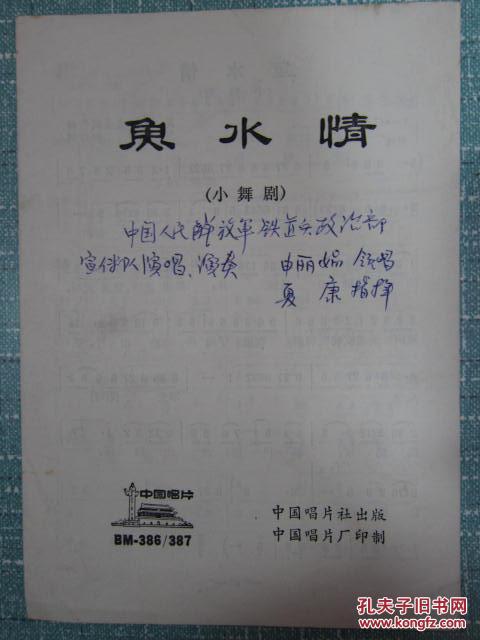 鱼水情
(小舞剧)
中国人民解放军铁道兵政治部
宣传队演唱、演奏 申丽娟 领唱
夏 康 指挥
中国唱片
BM-386/387
中国唱片社出版
中国唱片厂印制
孔夫子旧书网